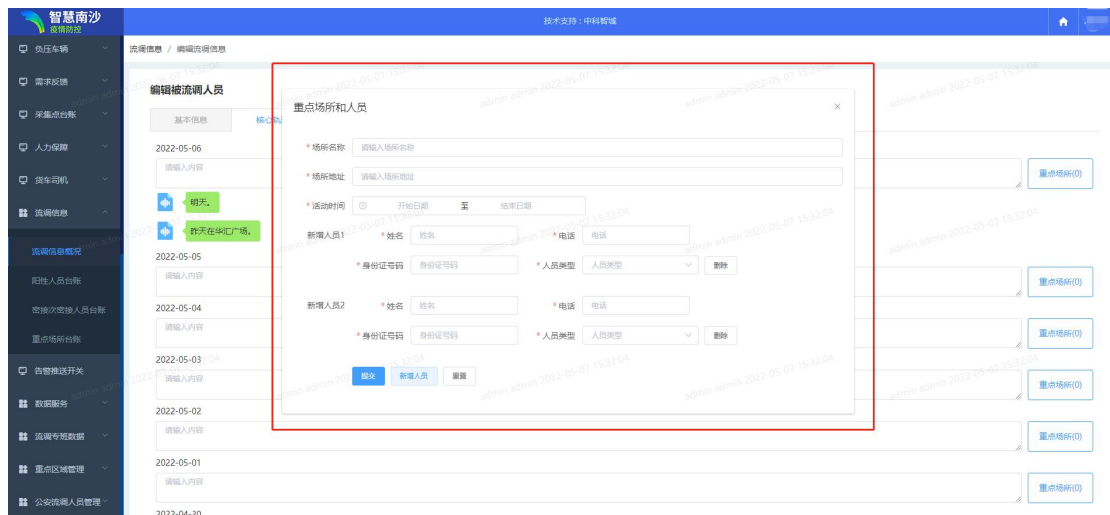 智慧南沙
疫情防控
技术支持：中科智城
负压车辆
需求反馈
采集点台账
人力保障
货车司机
流调信息
流调信息概况
阳性人员台账
密接次密接人员台账
重点场所台账
告警推送开关
数据服务
流调专班数据
重点区域管理
公安流调人员管理
流调信息 / 编辑流调信息
编辑被流调人员
基本信息
核心轨
2022-05-06
请输入内容
重点场所(0)
明天。
昨天在华汇广场。
2022-05-05
请输入内容
重点场所(0)
2022-05-04
请输入内容
重点场所(0)
2022-05-03
请输入内容
重点场所(0)
2022-05-02
请输入内容
重点场所(0)
2022-05-01
请输入内容
重点场所(0)
2022-04-30
重点场所和人员
* 场所名称 请输入场所名称
* 场所地址 请输入场所地址
* 活动时间 开始日期 至 结束日期
新增人员1 * 姓名 姓名 * 电话 电话
* 身份证号码 身份证号码 * 人员类型 人员类型 删除
新增人员2 * 姓名 姓名 * 电话 电话
* 身份证号码 身份证号码 * 人员类型 人员类型 删除
提交 新增人员 重置
admin admin 2022-05-07 15:32:04